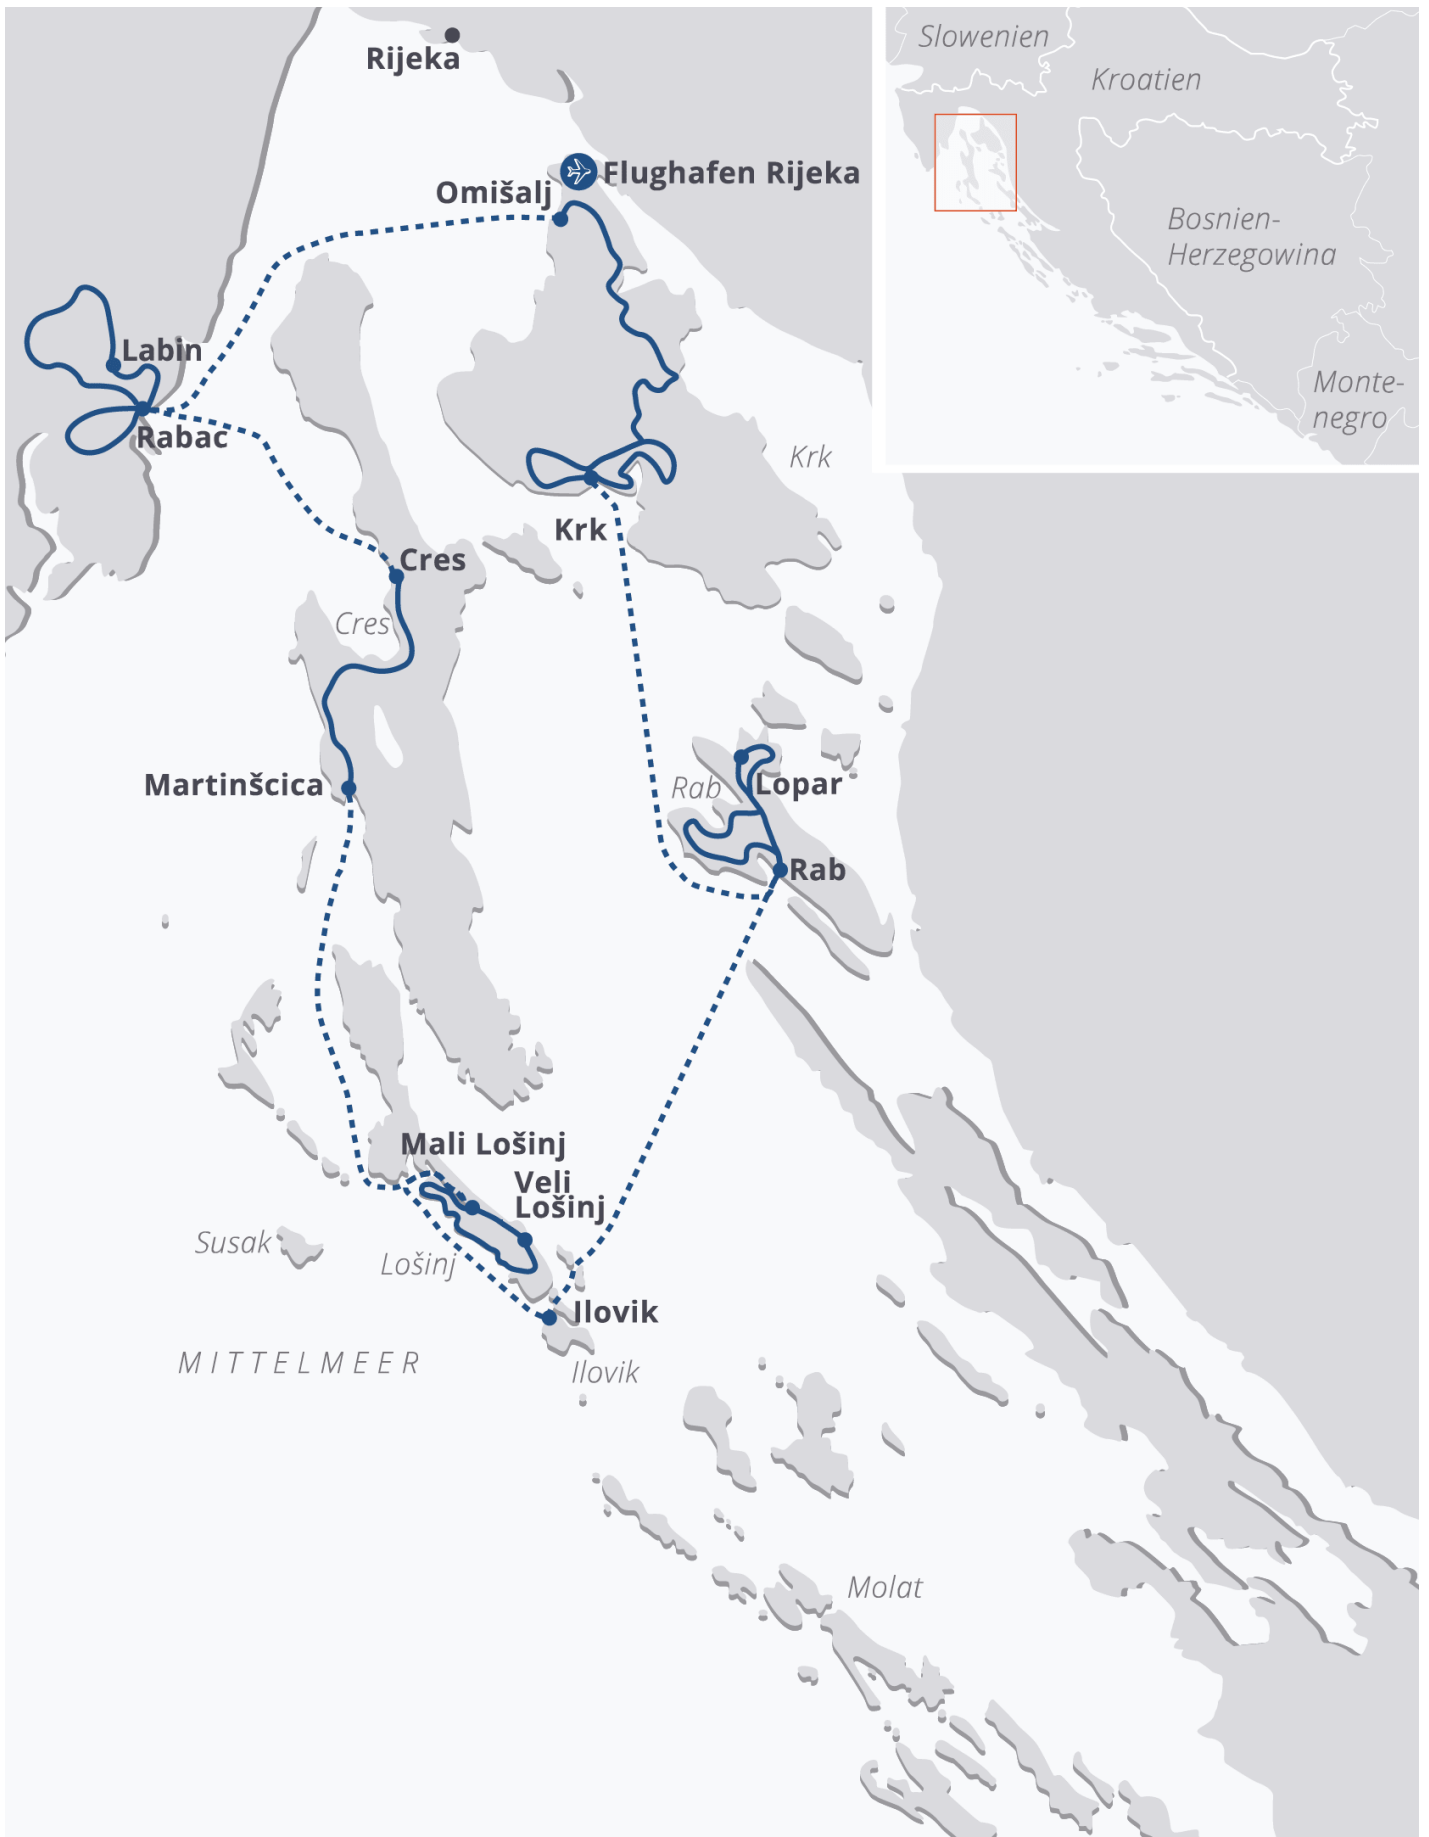 Rijeka
Slowenien
Kroatien
Flughafen Rijeka
Omišalj
Bosnien-
Herzegowina
Labin
Monte-
negro
Rabac
Krk
Krk
Cres
Cres
Martinšcica
Rab
Lopar
Rab
Mali Lošinj
Veli
Lošinj
Susak
Lošinj
Ilovik
MITTELMEER
Ilovik
Molat